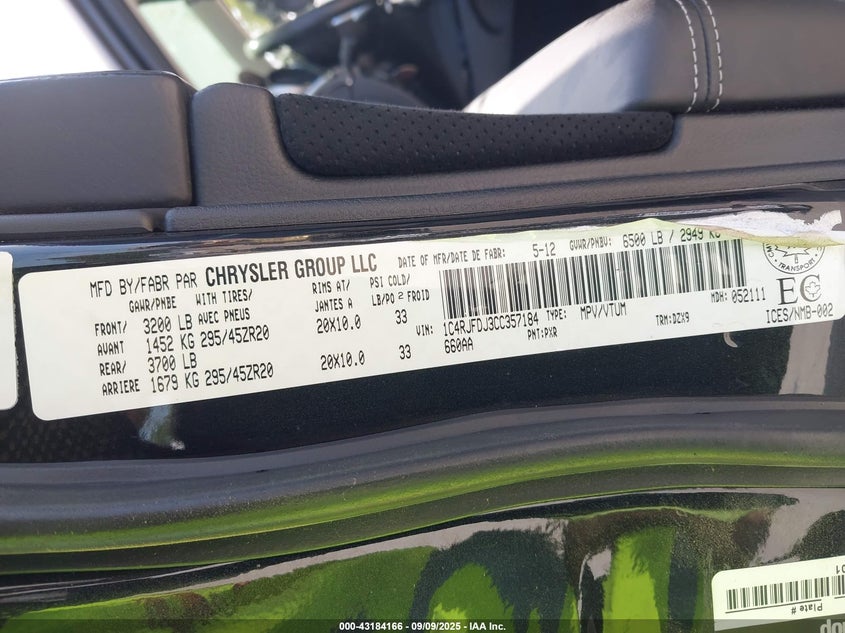 MFD BY/FABR PAR CHRYSLER GROUP LLC DATE OF MFR/DATE DE FABR: 5-12 GVWR/PNBV: 6500 LB / 2949 KG
GAWR/PNBE WITH TIRES/ RIMS AT/ PSI COLD/
AVEC PNEUS JANTES A LB/PO 2 FROID
FRONT/ 3200 LB
AVANT 1452 KG 295/45ZR20 20X10.0 33
REAR/ 3700 LB
ARRIERE 1679 KG 295/45ZR20 20X10.0 33
MDH: 052111
VIN: 1C4RJFDJ3CC357184 TYPE: MPV/VTUM
660AA PNT: PXR TRM: DZX9
TRANSPORT
EC
ICES/NMB-002
Plate #
000-43184166 - 09/09/2025 - IAA Inc.